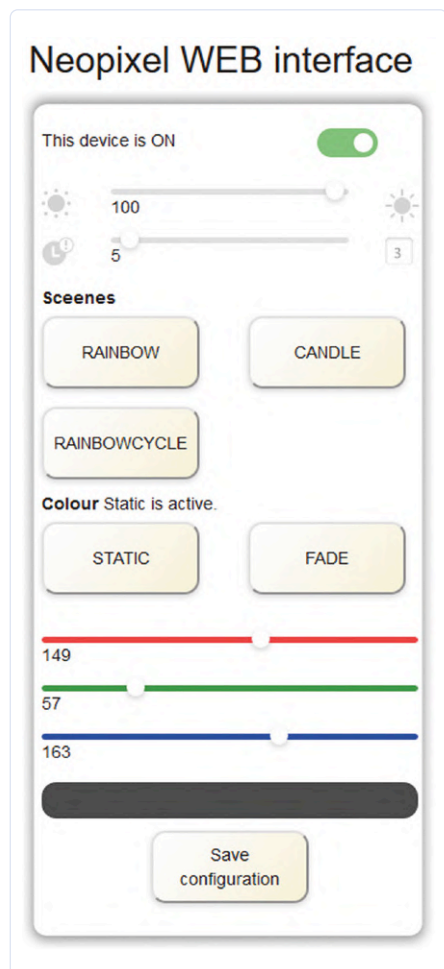 Neopixel WEB interface
This device is ON
100
5
3
Sceenes
RAINBOW
CANDLE
RAINBOWCYCLE
Colour Static is active.
STATIC
FADE
149
57
163
Save
configuration